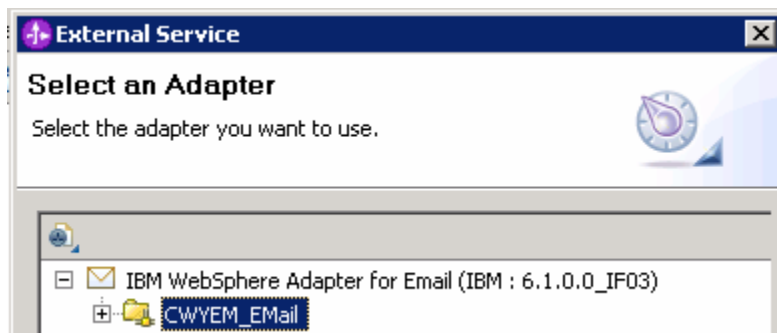 External Service
Select an Adapter
Select the adapter you want to use.
IBM WebSphere Adapter for Email (IBM : 6.1.0.0_IF03)
CWYEM_EMail